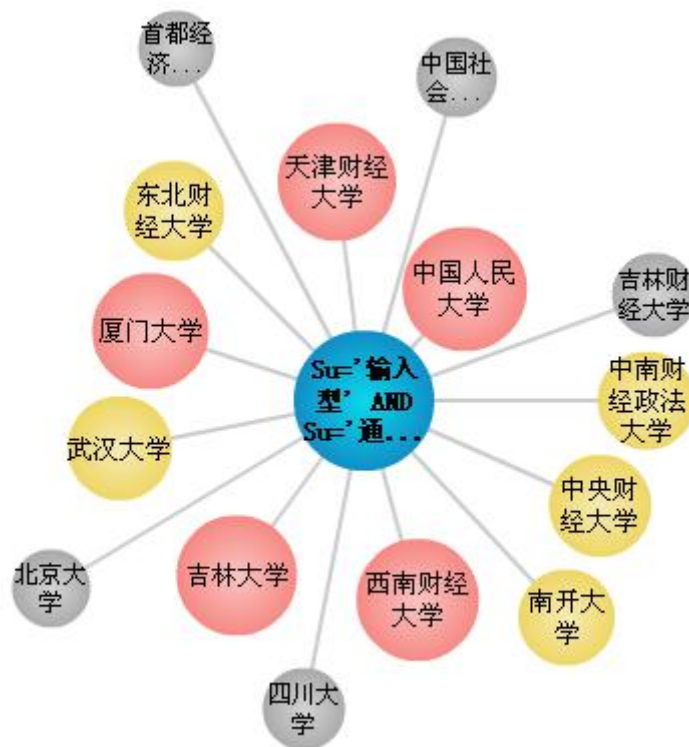 首都经
济...
中国社
会...
天津财经
大学
东北财
经大学
中国人民
大学
吉林财
经大学
厦门大学
Su='输入
型' AND
Su='通...
中南财
经政法
大学
武汉大学
中央财
经大学
北京大
学
吉林大学
西南财经
大学
南开大
学
四川大
学